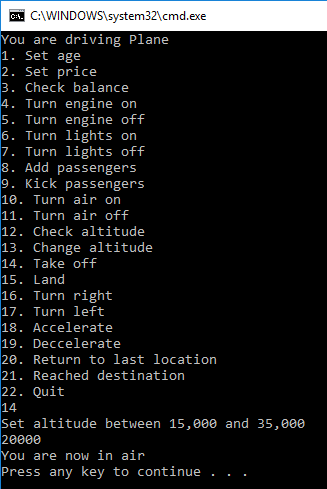 C:\WINDOWS\system32\cmd.exe
You are driving Plane
1. Set age
2. Set price
3. Check balance
4. Turn engine on
5. Turn engine off
6. Turn lights on
7. Turn lights off
8. Add passengers
9. Kick passengers
10. Turn air on
11. Turn air off
12. Check altitude
13. Change altitude
14. Take off
15. Land
16. Turn right
17. Turn left
18. Accelerate
19. Deccelerate
20. Return to last location
21. Reached destination
22. Quit
14
Set altitude between 15,000 and 35,000
20000
You are now in air
Press any key to continue . . .